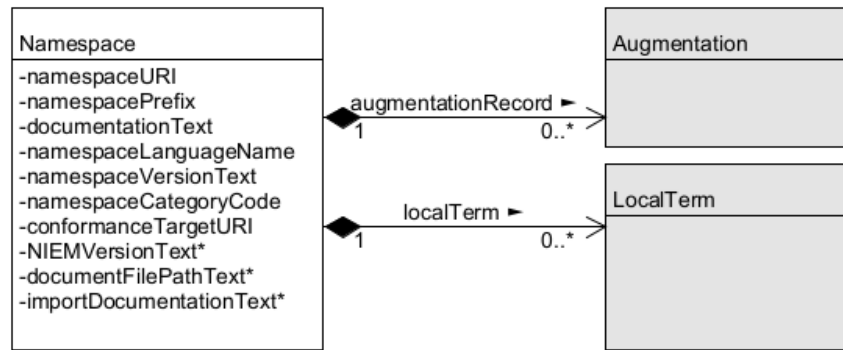 Namespace
-namespaceURI
-namespacePrefix
-documentationText
-namespaceLanguageName
-namespaceVersionText
-namespaceCategoryCode
-conformanceTargetURI
-NIEMVersionText*
-documentFilePathText*
-importDocumentationText*
augmentationRecord ►
1 0..*
localTerm ►
1 0..*
Augmentation
LocalTerm